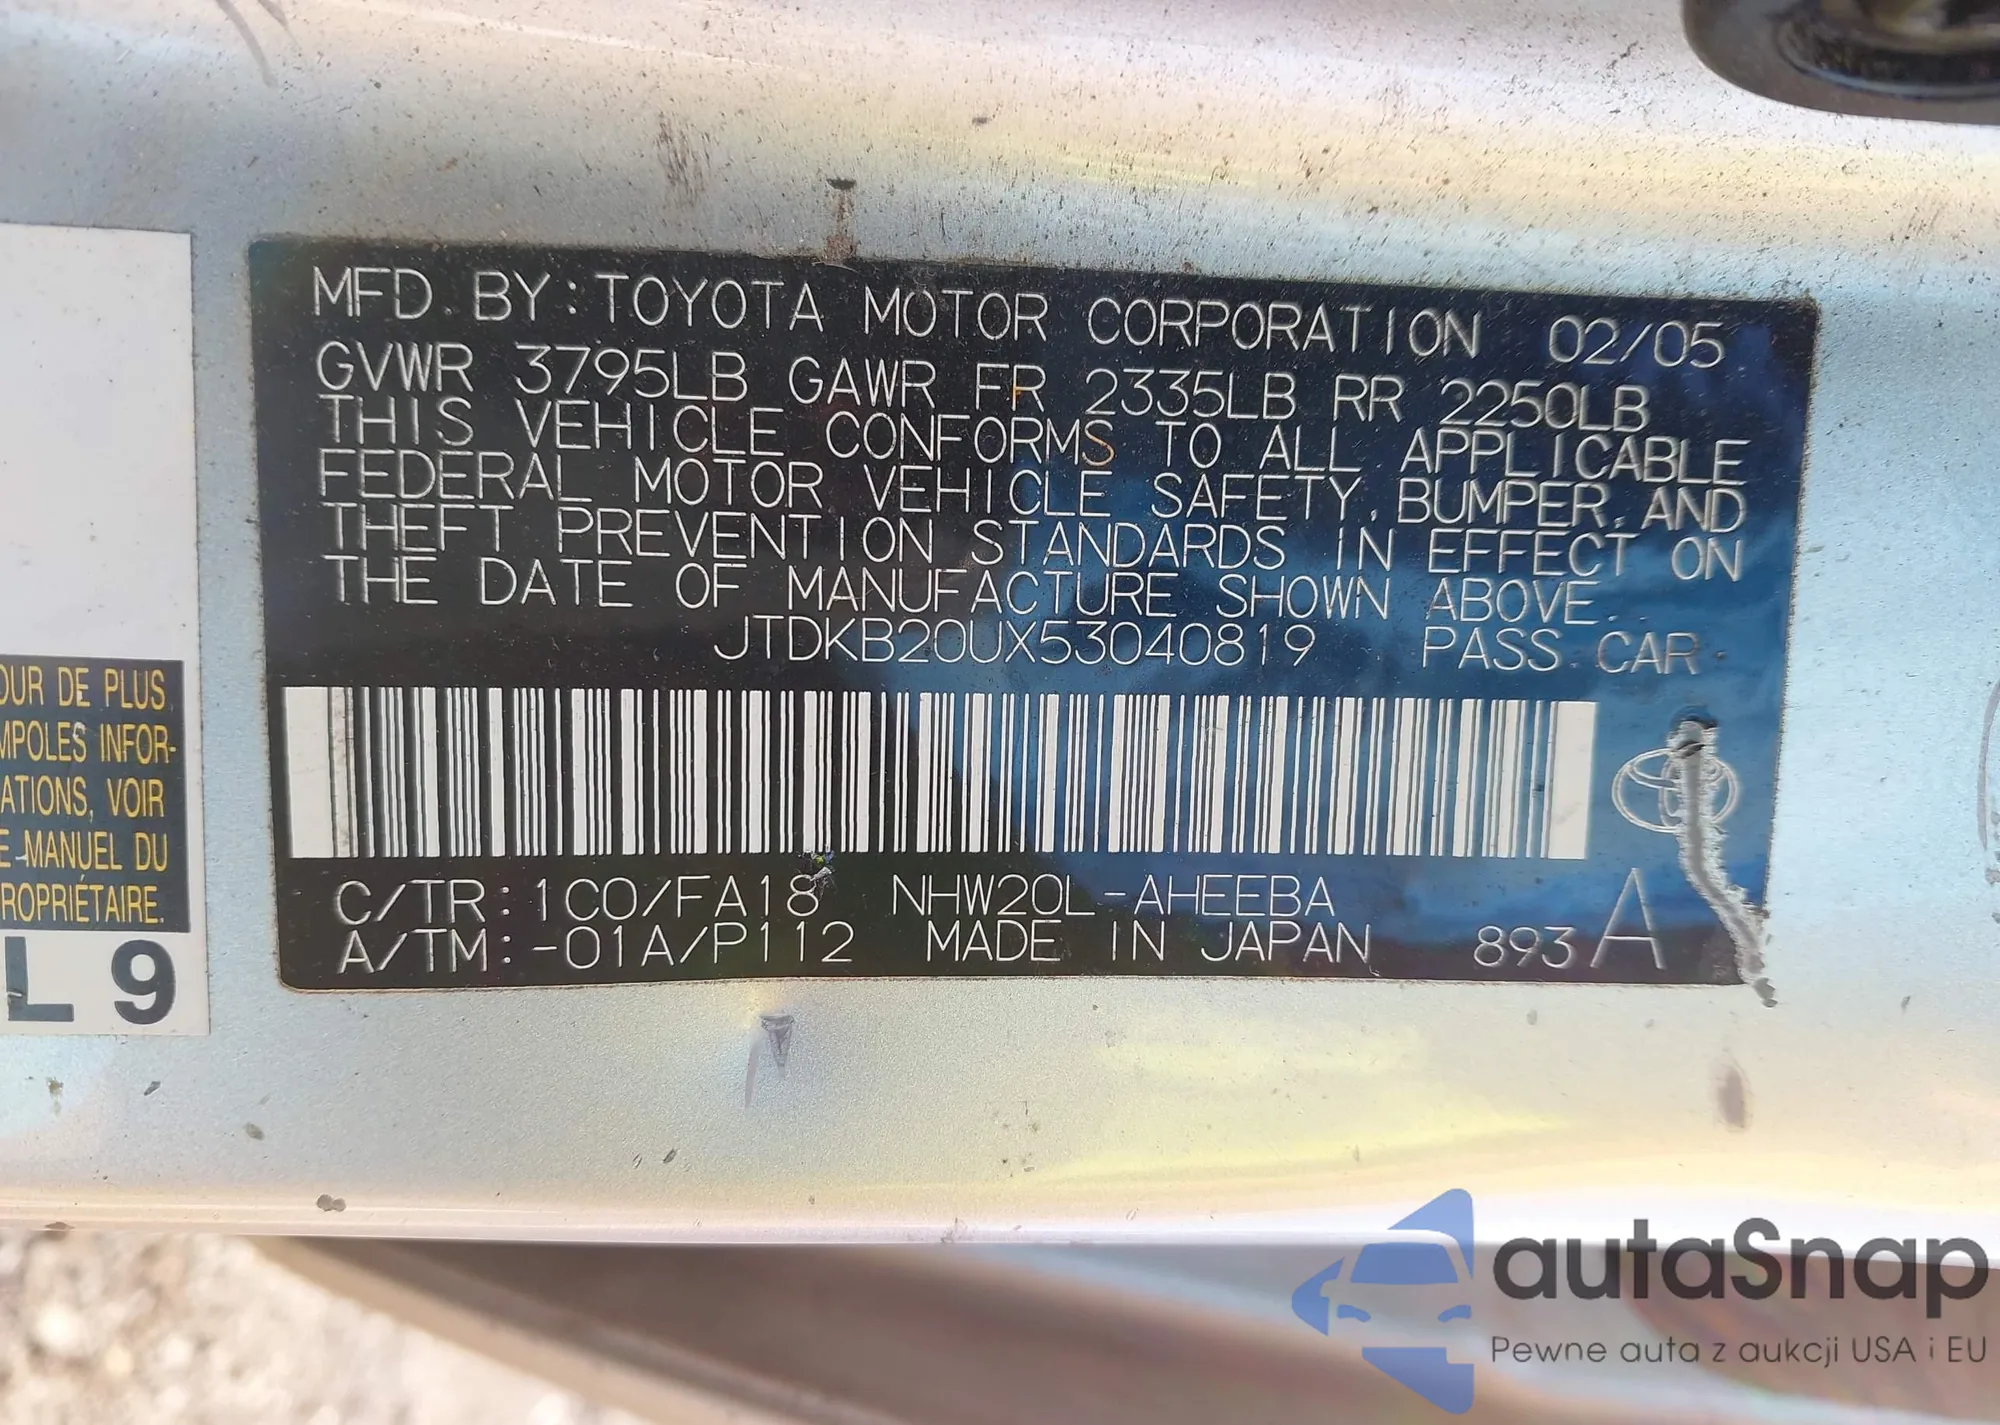 MFD. BY: TOYOTA MOTOR CORPORATION 02/05
GVWR 3795LB GAWR FR 2335LB RR 2250LB
THIS VEHICLE CONFORMS TO ALL APPLICABLE
FEDERAL MOTOR VEHICLE SAFETY, BUMPER, AND
THEFT PREVENTION STANDARDS IN EFFECT ON
THE DATE OF MANUFACTURE SHOWN ABOVE.
JTDKB20UX53040819 PASS. CAR
C/TR: 1C0/FA18 NHW20L-AHEEBA
A/TM: -01A/P112 MADE IN JAPAN 893 A
OUR DE PLUS
MPOLES INFOR-
ATIONS, VOIR
E MANUEL DU
ROPRIÉTAIRE.
L 9
autaSnap
Pewne auta z aukcji USA i EU